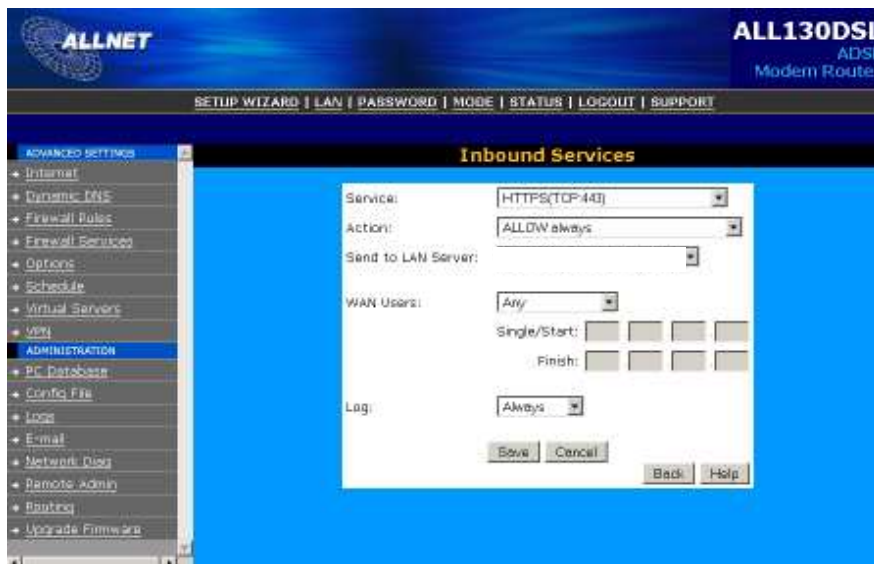 ALLNET
ALL130DSL
ADSL
Modem Route
SETUP WIZARD | LAN | PASSWORD | MODE | STATUS | LOGOUT | SUPPORT
ADVANCED SETTINGS
Internet
Dynamic DNS
Firewall Rules
Firewall Services
Options
Schedule
Virtual Servers
VPN
ADMINISTRATION
PC Database
Config File
Logs
E-mail
Network Diag
Remote Admin
Routing
Upgrade Firmware
Inbound Services
Service: HTTPS(TCP:443)
Action: ALLOW always
Send to LAN Server:
WAN Users: Any
Single/Start: . . .
Finish: . . .
Log: Always
Save Cancel
Back Help